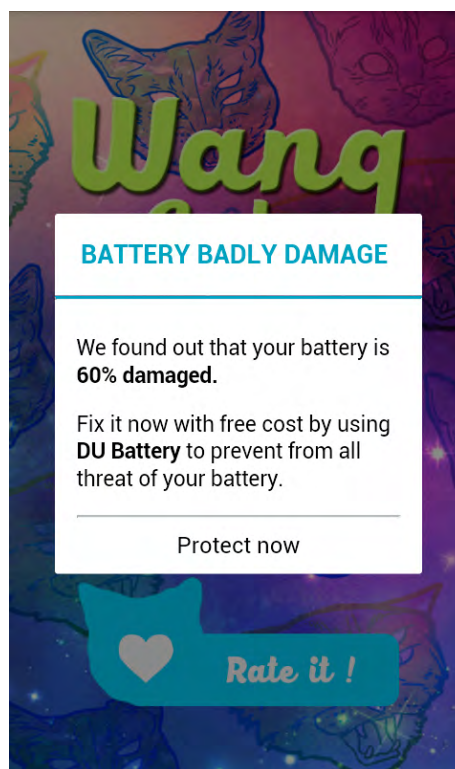 Wang
BATTERY BADLY DAMAGE
We found out that your battery is
60% damaged.
Fix it now with free cost by using
DU Battery to prevent from all
threat of your battery.
Protect now
Rate it !